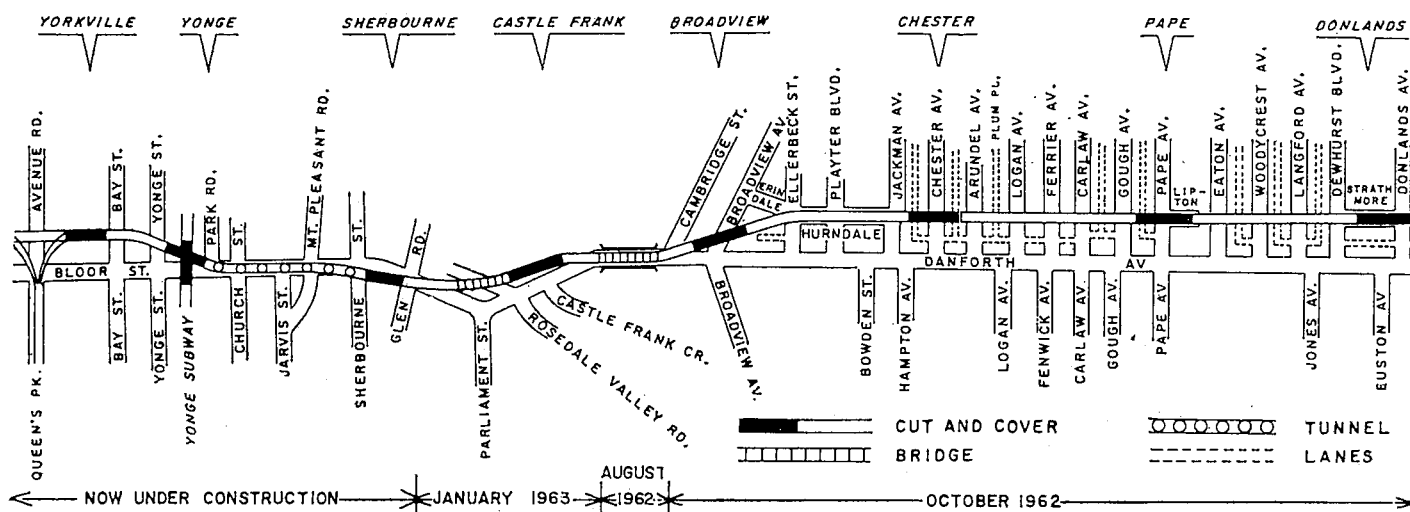 YORKVILLE
YONGE
SHERBOURNE
CASTLE FRANK
BROADVIEW
CHESTER
PAPE
DONLANDS
AVENUE RD.
BAY ST.
YONGE ST.
PARK RD.
MT. PLEASANT RD.
CAMBRIDGE ST.
BROADVIEW AV.
ERIN
DALE
ELLERBECK ST.
PLAYTER BLVD.
JACKMAN AV.
CHESTER AV.
ARUNDEL AV.
PLUM PL.
LOGAN AV.
FERRIER AV.
CARLAW AV.
GOUGH AV.
PAPE AV.
LIP-
TON
EATON AV.
WOODYCREST AV.
LANGFORD AV.
DEWHURST BLVD.
STRATH
MORE
DONLANDS AV.
BLOOR ST.
HURNDALE
DANFORTH AV
QUEEN'S PK.
BAY ST.
YONGE ST.
YONGE SUBWAY
CHURCH ST.
JARVIS ST.
SHERBOURNE ST.
GLEN RD.
PARLIAMENT ST.
ROSEDALE VALLEY RD.
CASTLE FRANK CR.
BROADVIEW AV.
BOWDEN ST.
HAMPTON AV.
LOGAN AV.
FENWICK AV.
CARLAW AV.
GOUGH AV.
PAPE AV
JONES AV.
EUSTON AV
CUT AND COVER
BRIDGE
TUNNEL
LANES
NOW UNDER CONSTRUCTION
JANUARY 1963
AUGUST
1962
OCTOBER 1962